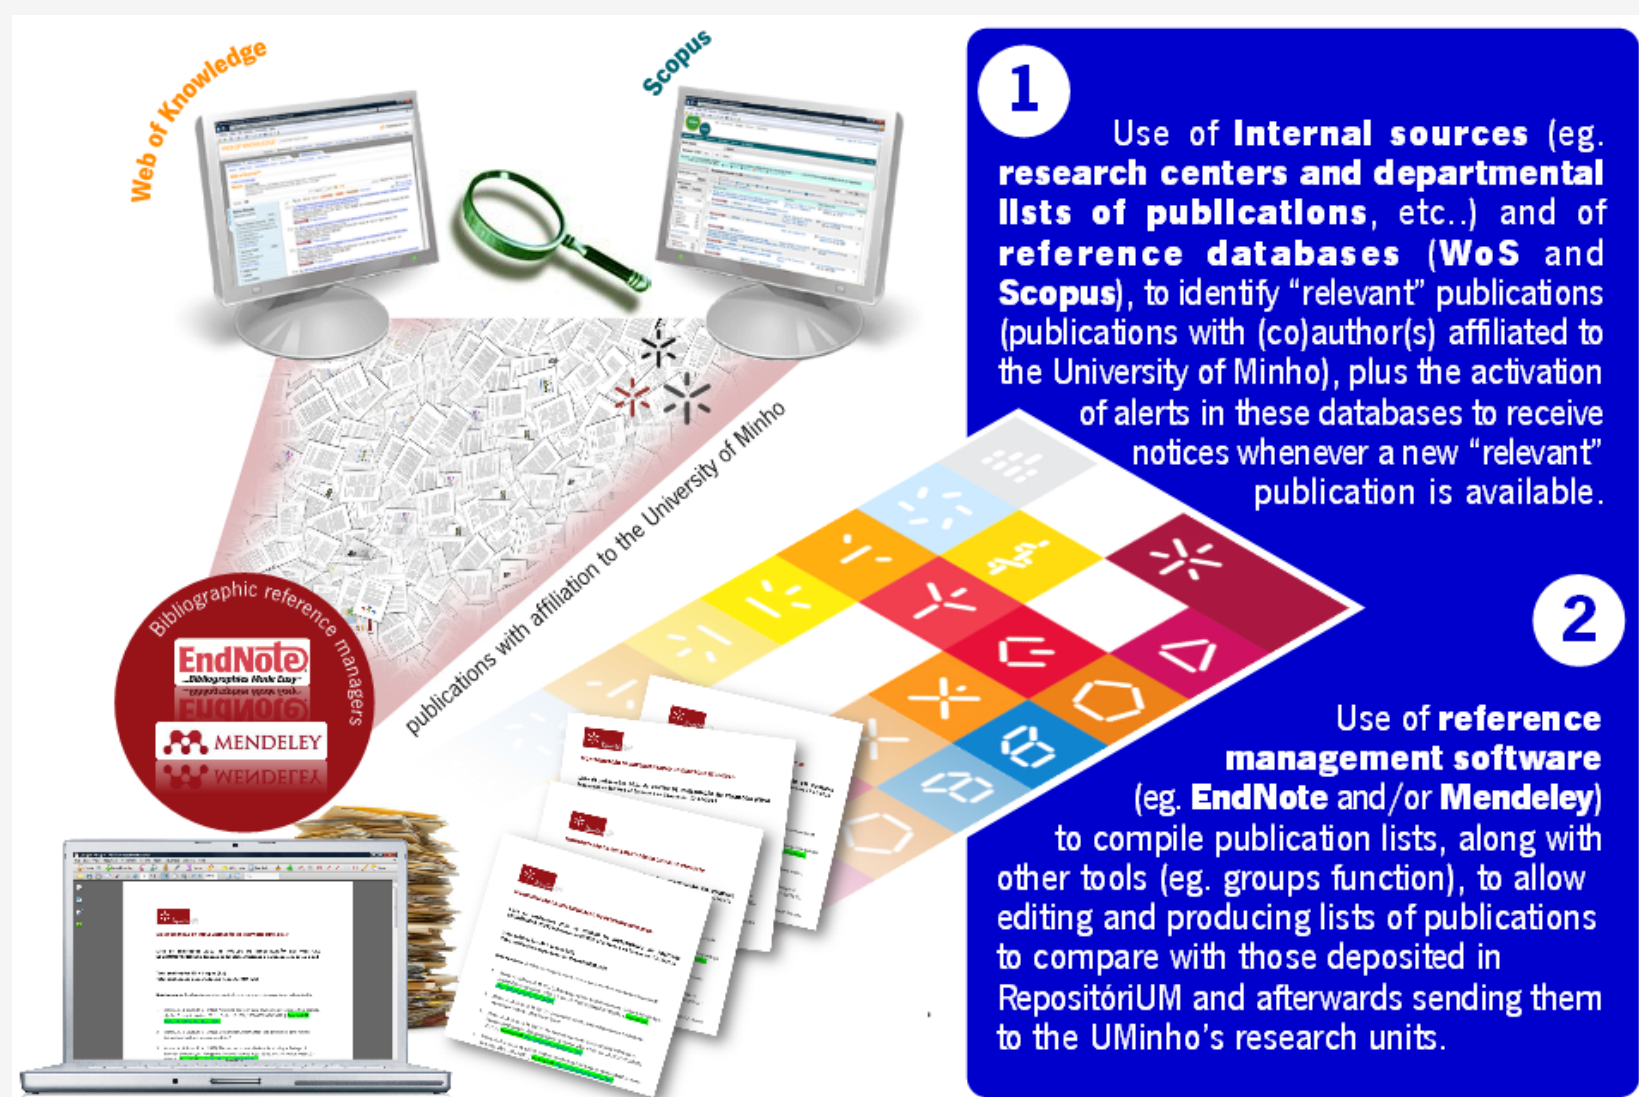 Web of Knowledge
Scopus
publications with affiliation to the University of Minho
Bibliographic reference managers
EndNote
...Bibliographies Made Easy™
MENDELEY
1
Use of Internal sources (eg.
research centers and departmental
lists of publications, etc..) and of
reference databases (WoS and
Scopus), to identify “relevant” publications
(publications with (co)author(s) affiliated to
the University of Minho), plus the activation
of alerts in these databases to receive
notices whenever a new “relevant”
publication is available.
2
Use of reference
management software
(eg. EndNote and/or Mendeley)
to compile publication lists, along with
other tools (eg. groups function), to allow
editing and producing lists of publications
to compare with those deposited in
RepositóriUM and afterwards sending them
to the UMinho’s research units.